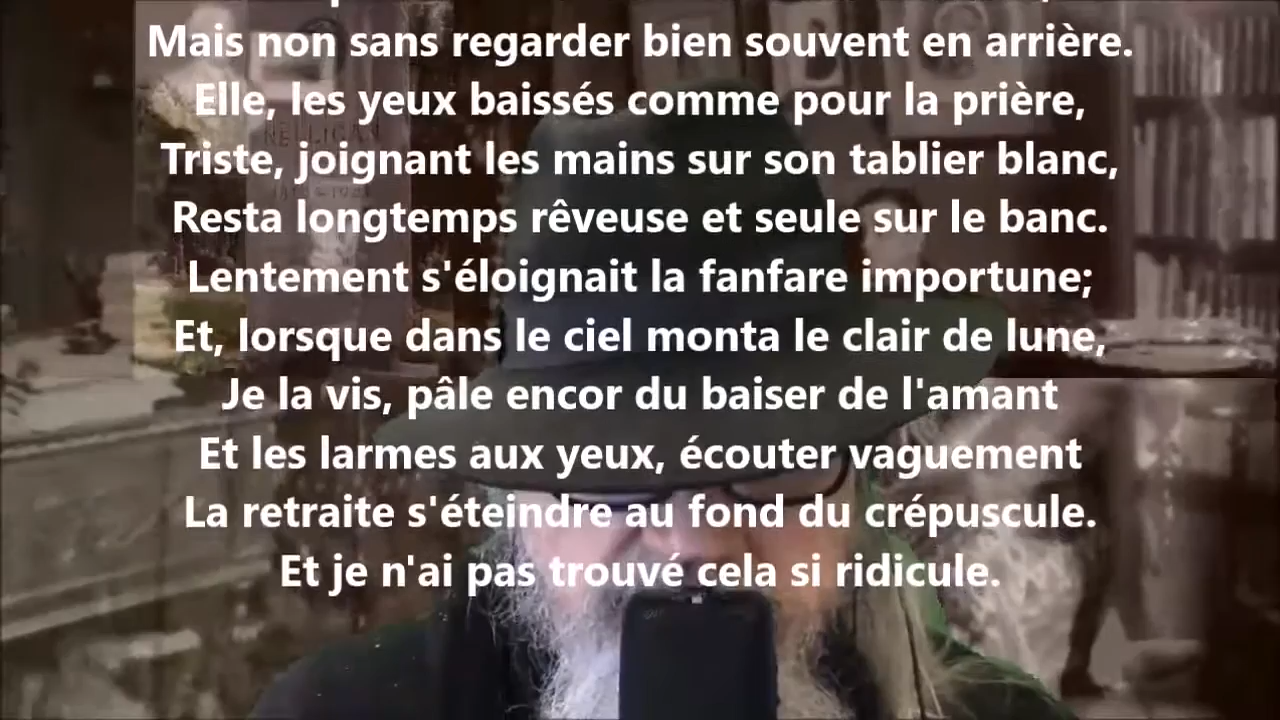 Mais non sans regarder bien souvent en arrière.
Elle, les yeux baissés comme pour la prière,
Triste, joignant les mains sur son tablier blanc,
Resta longtemps rêveuse et seule sur le banc.
Lentement s'éloignait la fanfare importune;
Et, lorsque dans le ciel monta le clair de lune,
Je la vis, pâle encor du baiser de l'amant
Et les larmes aux yeux, écouter vaguement
La retraite s'éteindre au fond du crépuscule.
Et je n'ai pas trouvé cela si ridicule.